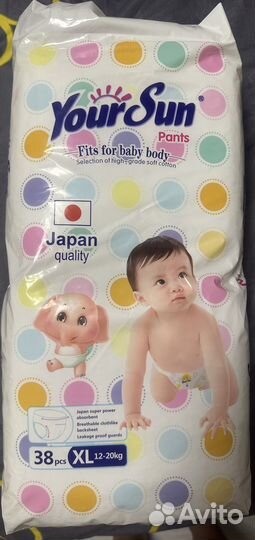 YourSun®
Pants
Fits for baby body
Selection of high-grade soft cotton
Japan
quality
Japan super power
absorbent
Breathable clothlike
backsheet
Leakage proof guards
38 pcs XL 12-20kg
Avito